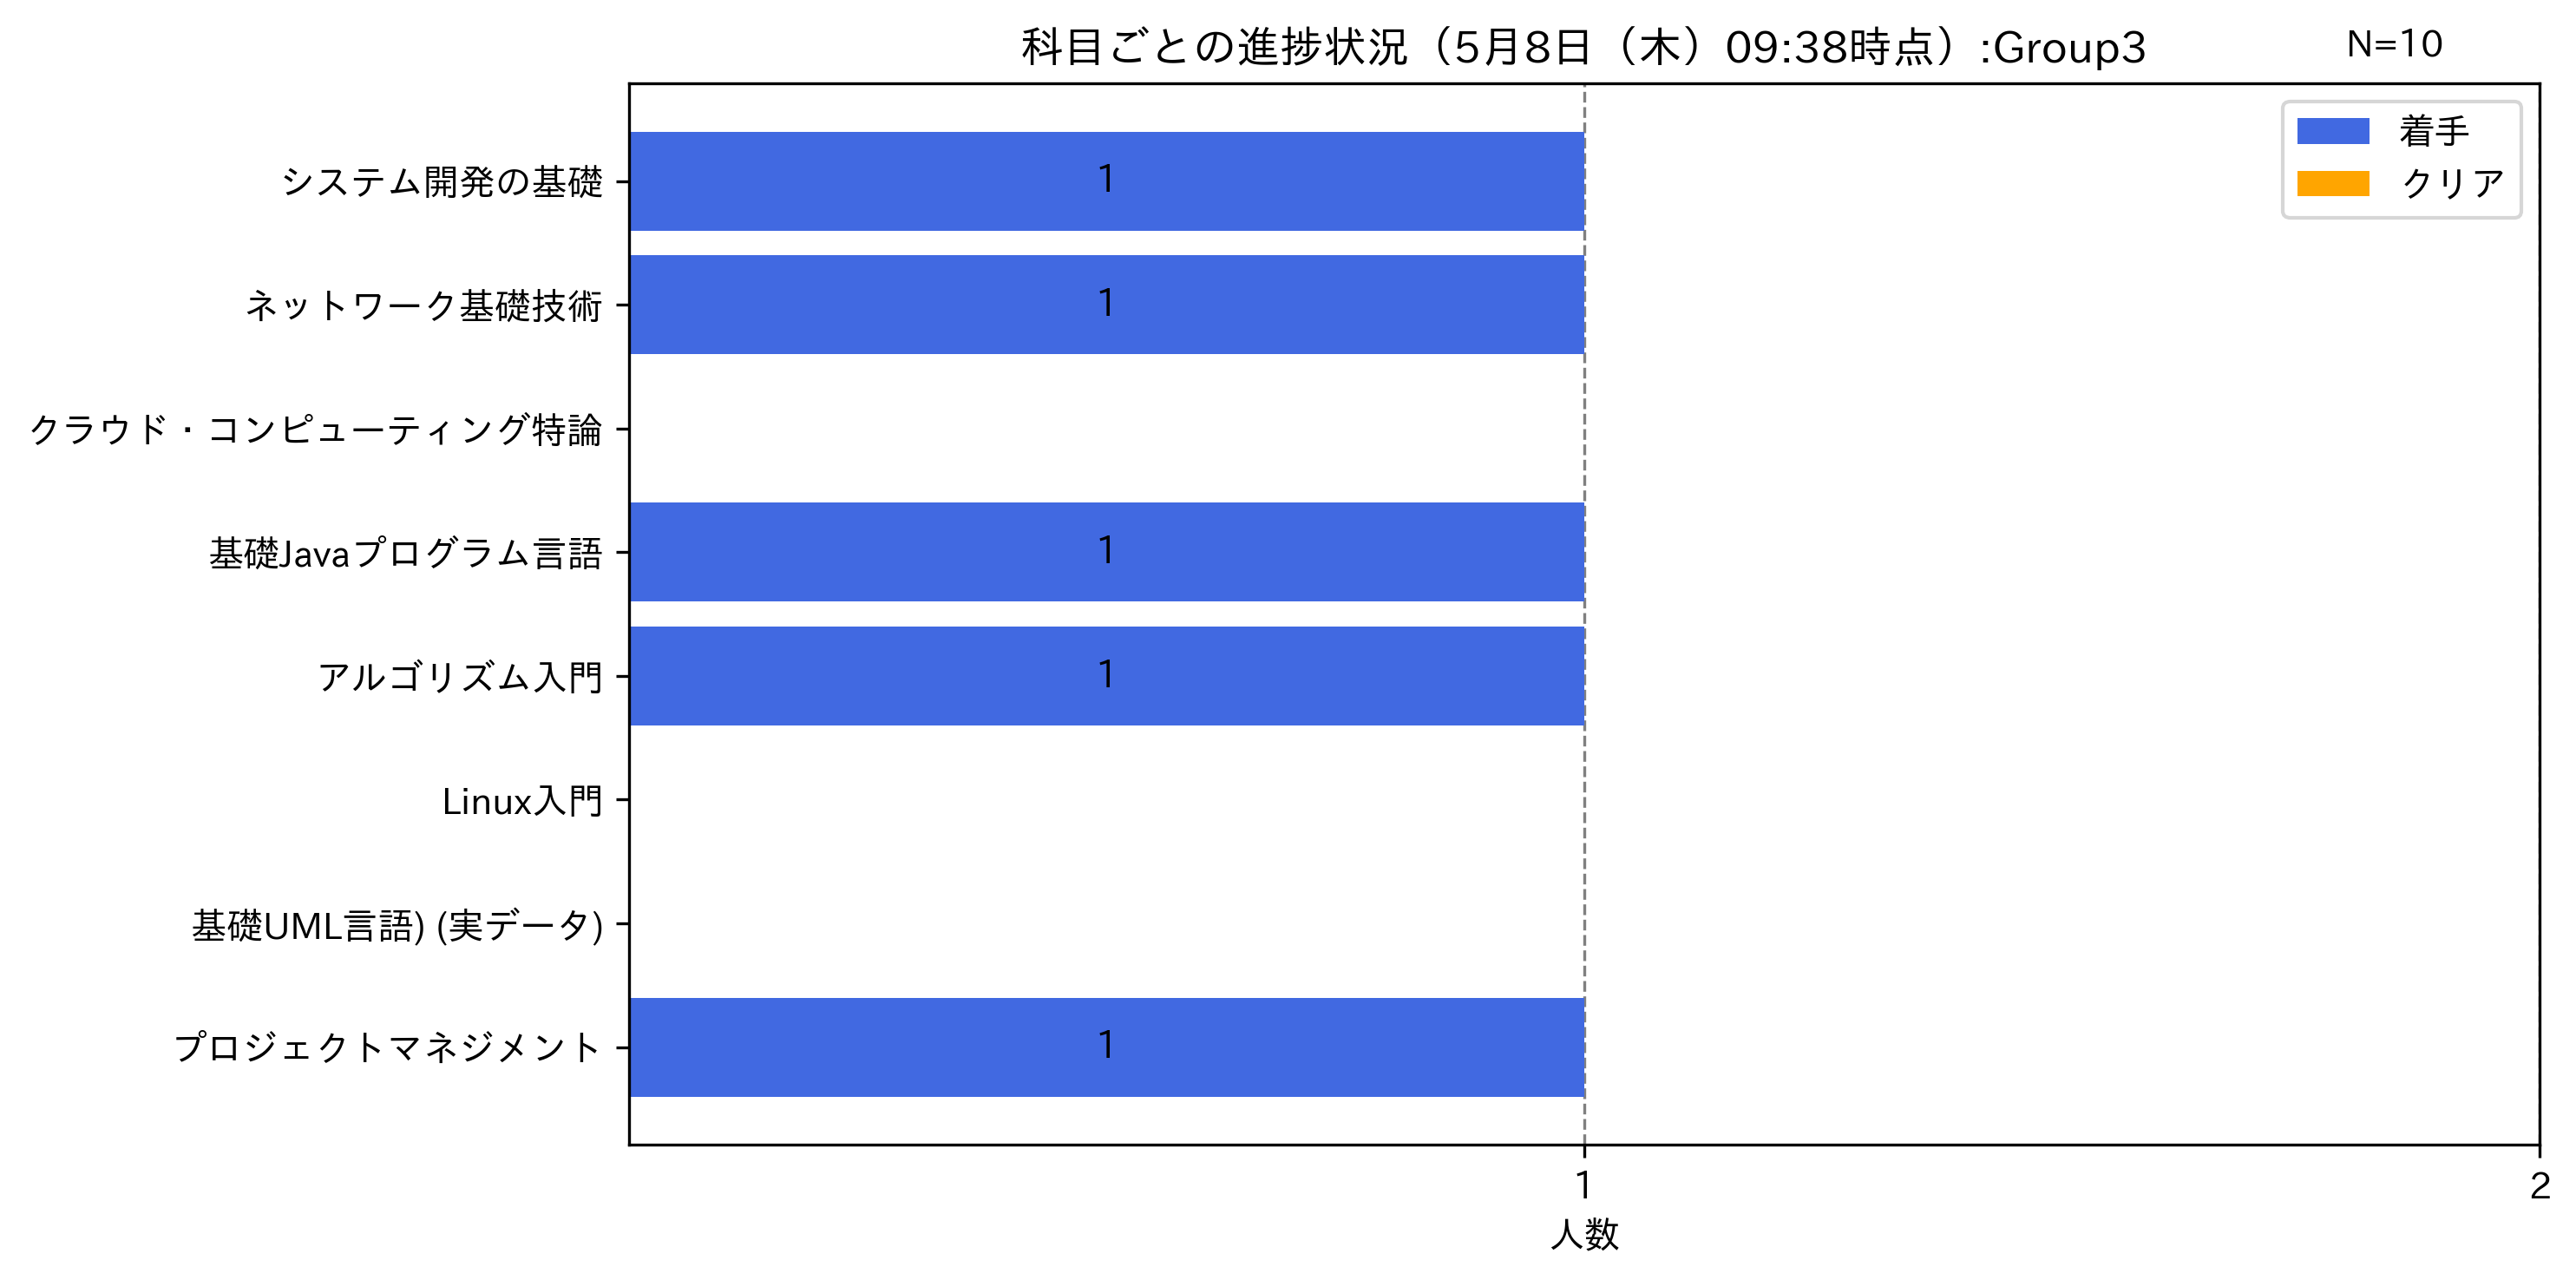 科目ごとの進捗状況（5月8日（木）09:38時点）:Group3
N=10
着手
クリア
システム開発の基礎
1
ネットワーク基礎技術
1
クラウド・コンピューティング特論
基礎Javaプログラム言語
1
アルゴリズム入門
1
Linux入門
基礎UML言語) (実データ)
プロジェクトマネジメント
1
1
2
人数